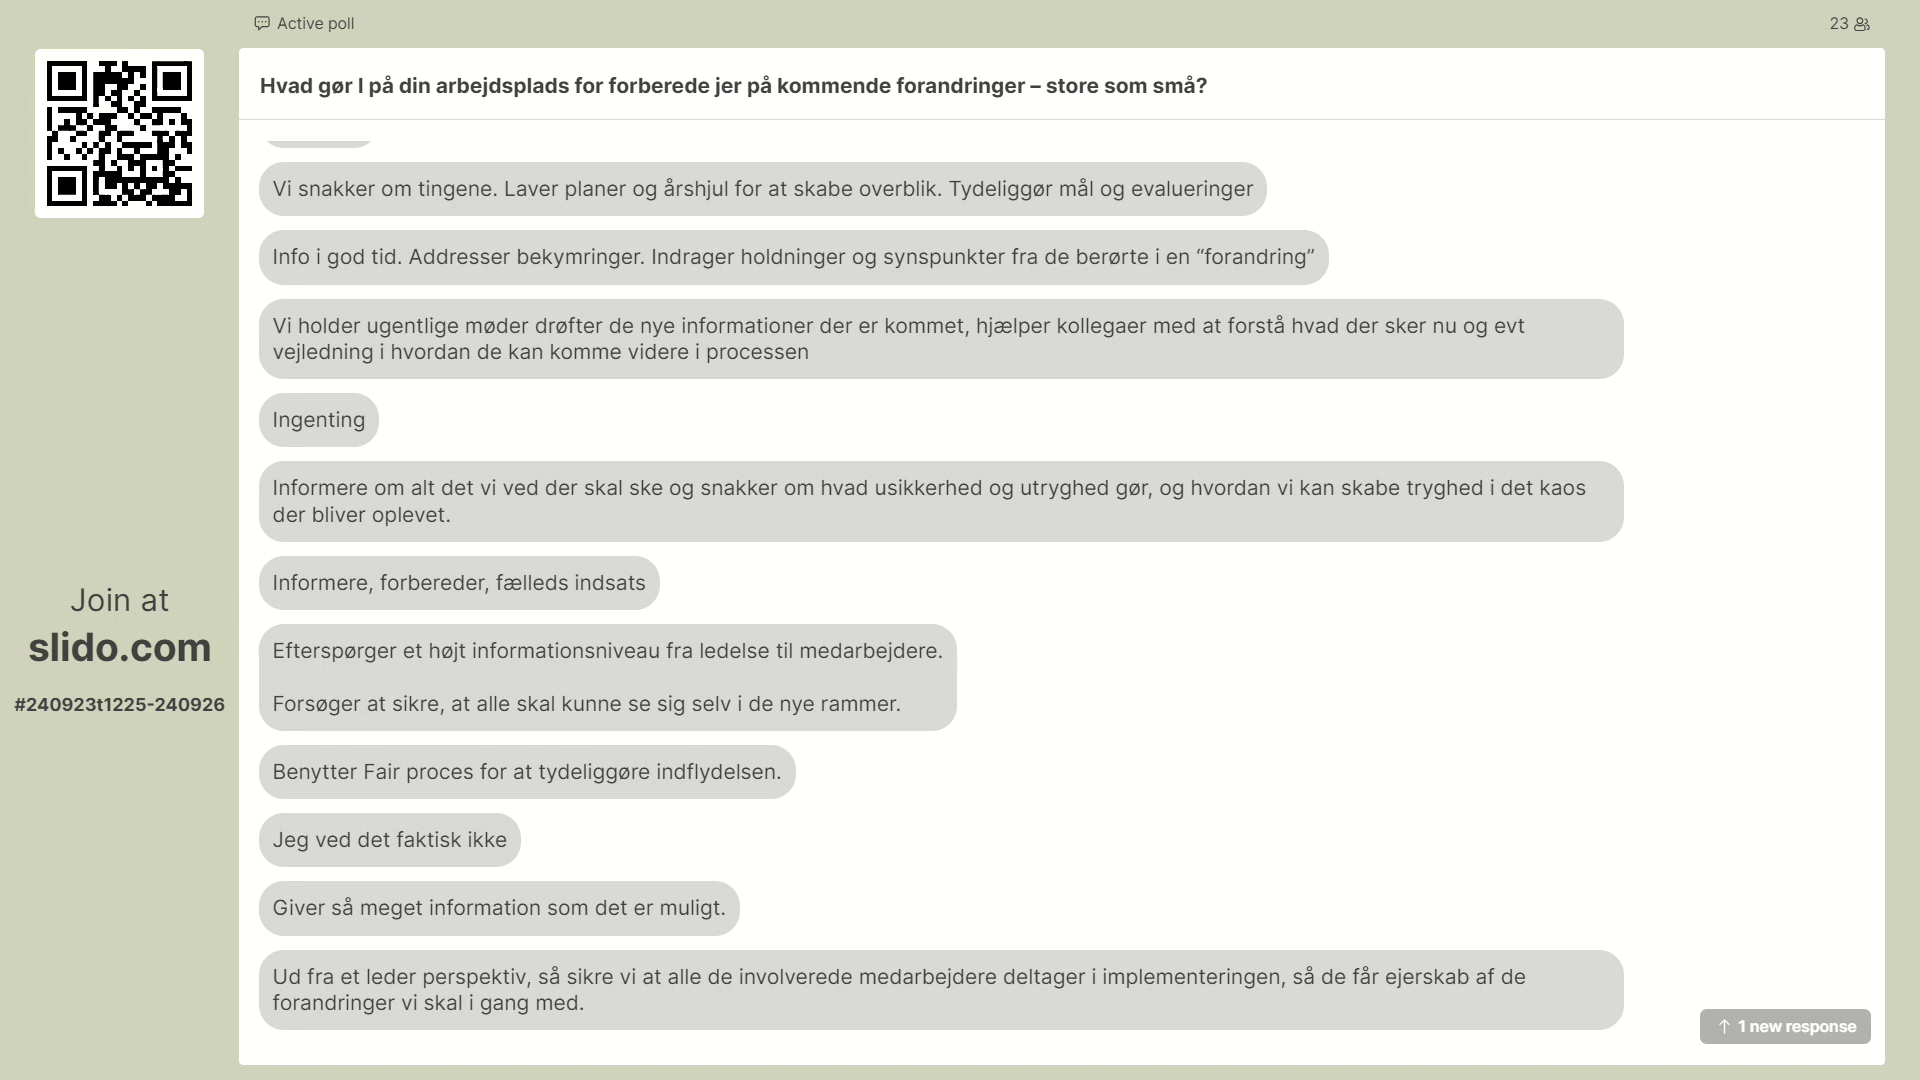 Active poll
23
Hvad gør I på din arbejdsplads for forberede jer på kommende forandringer – store som små?
Vi snakker om tingene. Laver planer og årshjul for at skabe overblik. Tydeliggør mål og evalueringer
Info i god tid. Addresser bekymringer. Indrager holdninger og synspunkter fra de berørte i en “forandring”
Vi holder ugentlige møder drøfter de nye informationer der er kommet, hjælper kollegaer med at forstå hvad der sker nu og evt
vejledning i hvordan de kan komme videre i processen
Ingenting
Informere om alt det vi ved der skal ske og snakker om hvad usikkerhed og utryghed gør, og hvordan vi kan skabe tryghed i det kaos
der bliver oplevet.
Informere, forbereder, fælleds indsats
Efterspørger et højt informationsniveau fra ledelse til medarbejdere.
Forsøger at sikre, at alle skal kunne se sig selv i de nye rammer.
Benytter Fair proces for at tydeliggøre indflydelsen.
Jeg ved det faktisk ikke
Giver så meget information som det er muligt.
Ud fra et leder perspektiv, så sikre vi at alle de involverede medarbejdere deltager i implementeringen, så de får ejerskab af de
forandringer vi skal i gang med.
↑ 1 new response
Join at
slido.com
#240923t1225-240926